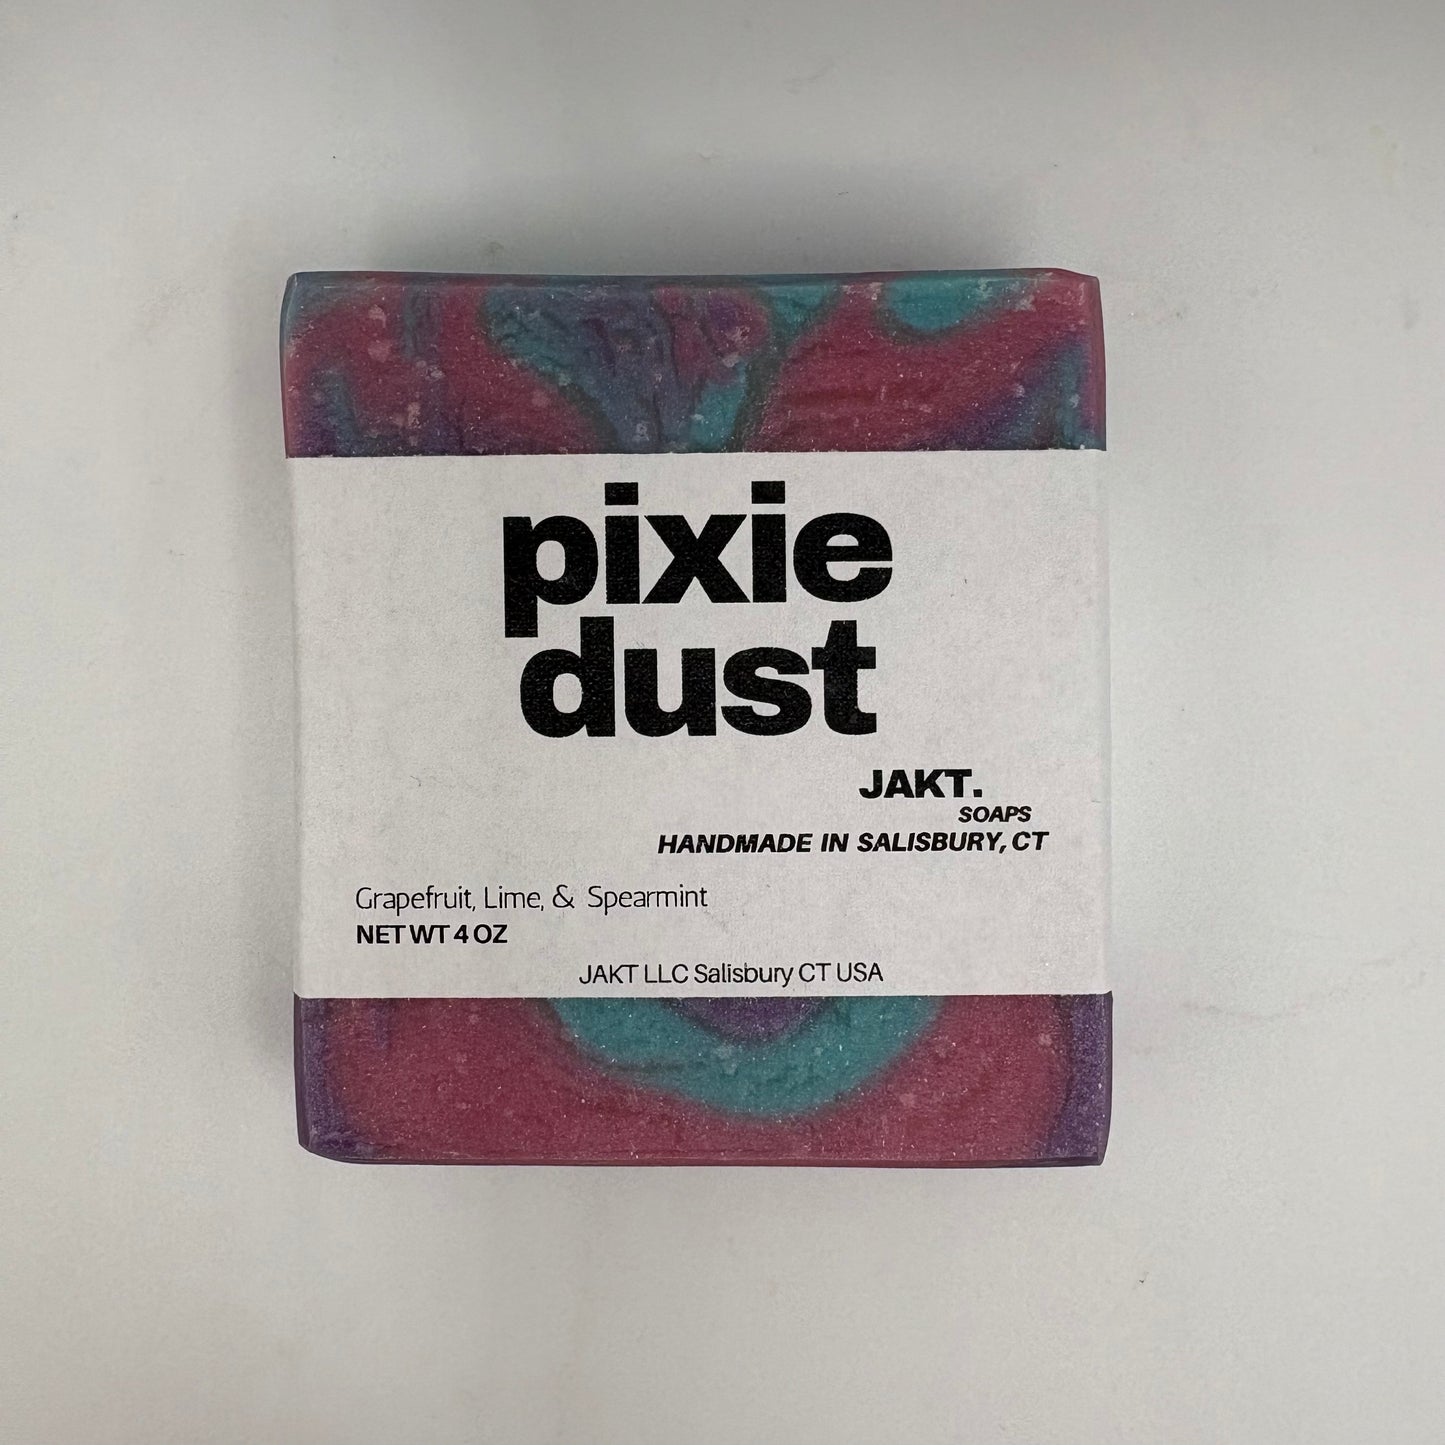 pixie
dust
JAKT.
SOAPS
HANDMADE IN SALISBURY, CT
Grapefruit, Lime, & Spearmint
NET WT 4 OZ
JAKT LLC Salisbury CT USA